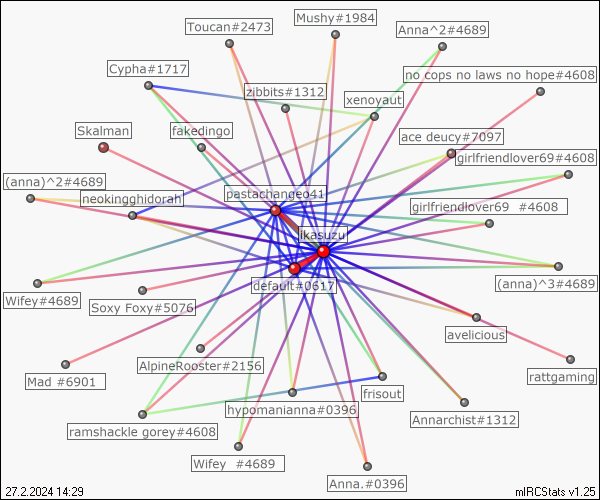 Mushy#1984
Toucan#2473
Anna^2#4689
Cypha#1717
no cops no laws no hope#4608
zibbits#1312
xenoyaut
Skalman
fakedingo
ace deucy#7097
girlfriendlover69#4608
(anna)^2#4689
neokingghidorah
pastachangeo41
girlfriendlover69 #4608
ikasuzu
default#0617
(anna)^3#4689
Wifey#4689
Soxy Foxy#5076
avelicious
AlpineRooster#2156
rattgaming
Mad #6901
frisout
hypomanianna#0396
Annarchist#1312
ramshackle gorey#4608
Wifey #4689
Anna.#0396
27.2.2024 14:29
mIRCStats v1.25